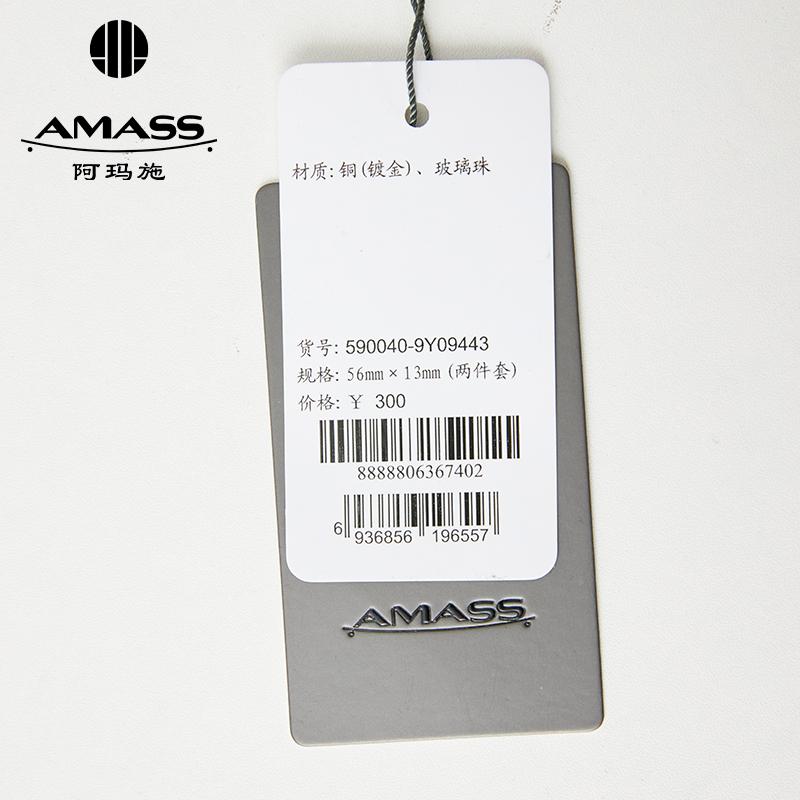 AMASS
阿玛施
材质: 铜(镀金)、玻璃珠
货号: 590040-9Y09443
规格: 56mm×13mm(两件套)
价格: ¥ 300
8888806367402
6 936856 196557
AMASS